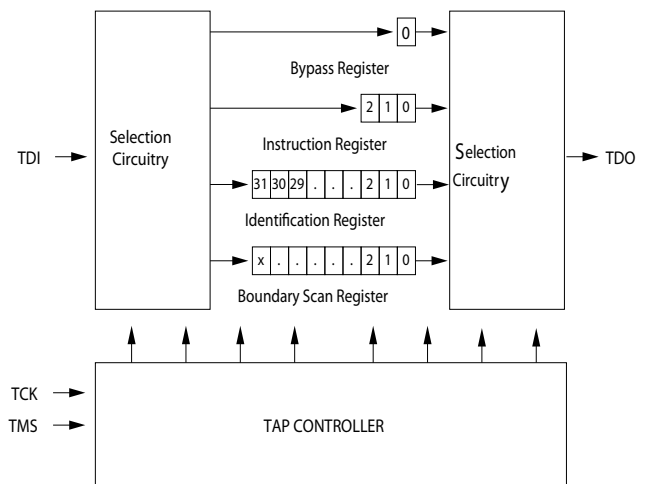 0
Bypass Register
2 1 0
Selection
Circuitry
Instruction Register
Selection
Circuitry
TDI
TDO
31 30 29 . . . 2 1 0
Identification Register
x . . . . . 2 1 0
Boundary Scan Register
TCK
TMS
TAP CONTROLLER